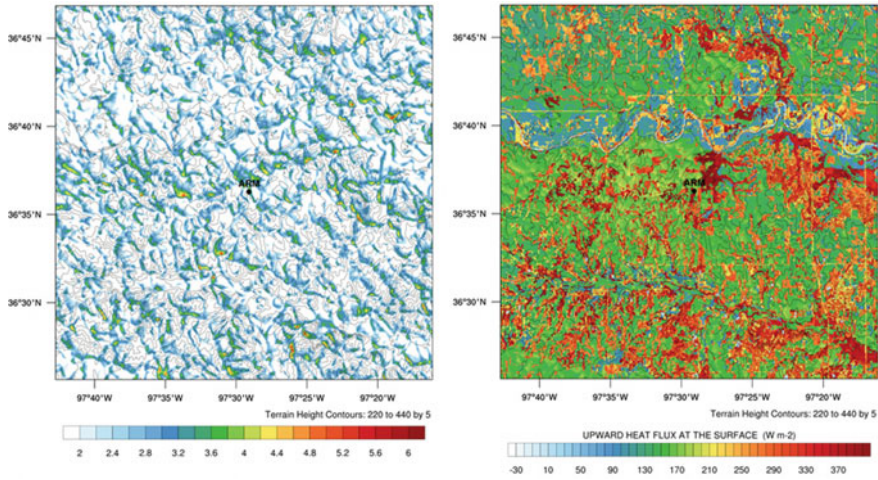 36°45'N
36°40'N
36°35'N
36°30'N
ARM
97°40'W 97°35'W 97°30'W 97°25'W 97°20'W
Terrain Height Contours: 220 to 440 by 5
2 2.4 2.8 3.2 3.6 4 4.4 4.8 5.2 5.6 6
36°45'N
36°40'N
36°35'N
36°30'N
ARM
97°40'W 97°35'W 97°30'W 97°25'W 97°20'W
Terrain Height Contours: 220 to 440 by 5
UPWARD HEAT FLUX AT THE SURFACE (W m-2)
-30 10 50 90 130 170 210 250 290 330 370